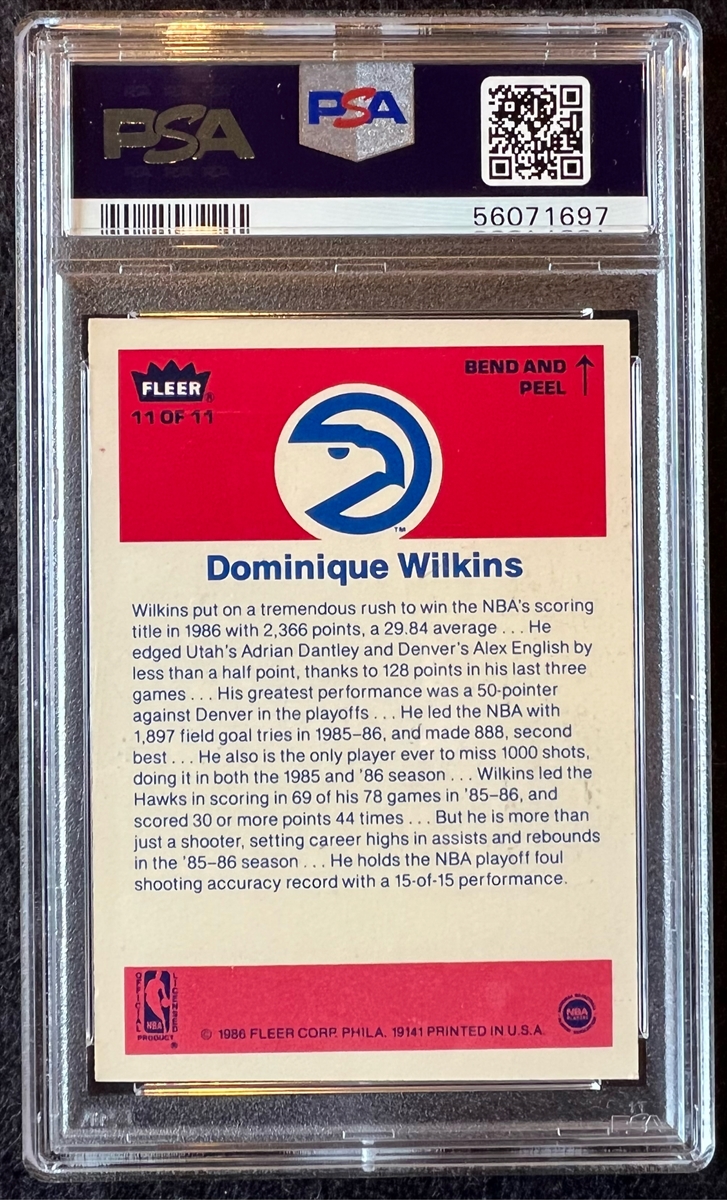 PSA
PSA
56071697
FLEER®
11 OF 11
BEND AND
PEEL
TM
Dominique Wilkins
Wilkins put on a tremendous rush to win the NBA's scoring
title in 1986 with 2,366 points, a 29.84 average . . . He
edged Utah's Adrian Dantley and Denver's Alex English by
less than a half point, thanks to 128 points in his last three
games . . . His greatest performance was a 50-pointer
against Denver in the playoffs . . . He led the NBA with
1,897 field goal tries in 1985–86, and made 888, second
best . . . He also is the only player ever to miss 1000 shots,
doing it in both the 1985 and '86 season . . . Wilkins led the
Hawks in scoring in 69 of his 78 games in '85–86, and
scored 30 or more points 44 times . . . But he is more than
just a shooter, setting career highs in assists and rebounds
in the '85–86 season . . . He holds the NBA playoff foul
shooting accuracy record with a 15-of-15 performance.
OFFICIAL
LICENSED
NBA
PRODUCT®
© 1986 FLEER CORP. PHILA. 19141 PRINTED IN U.S.A.
NBA
PLAYERS
PSA